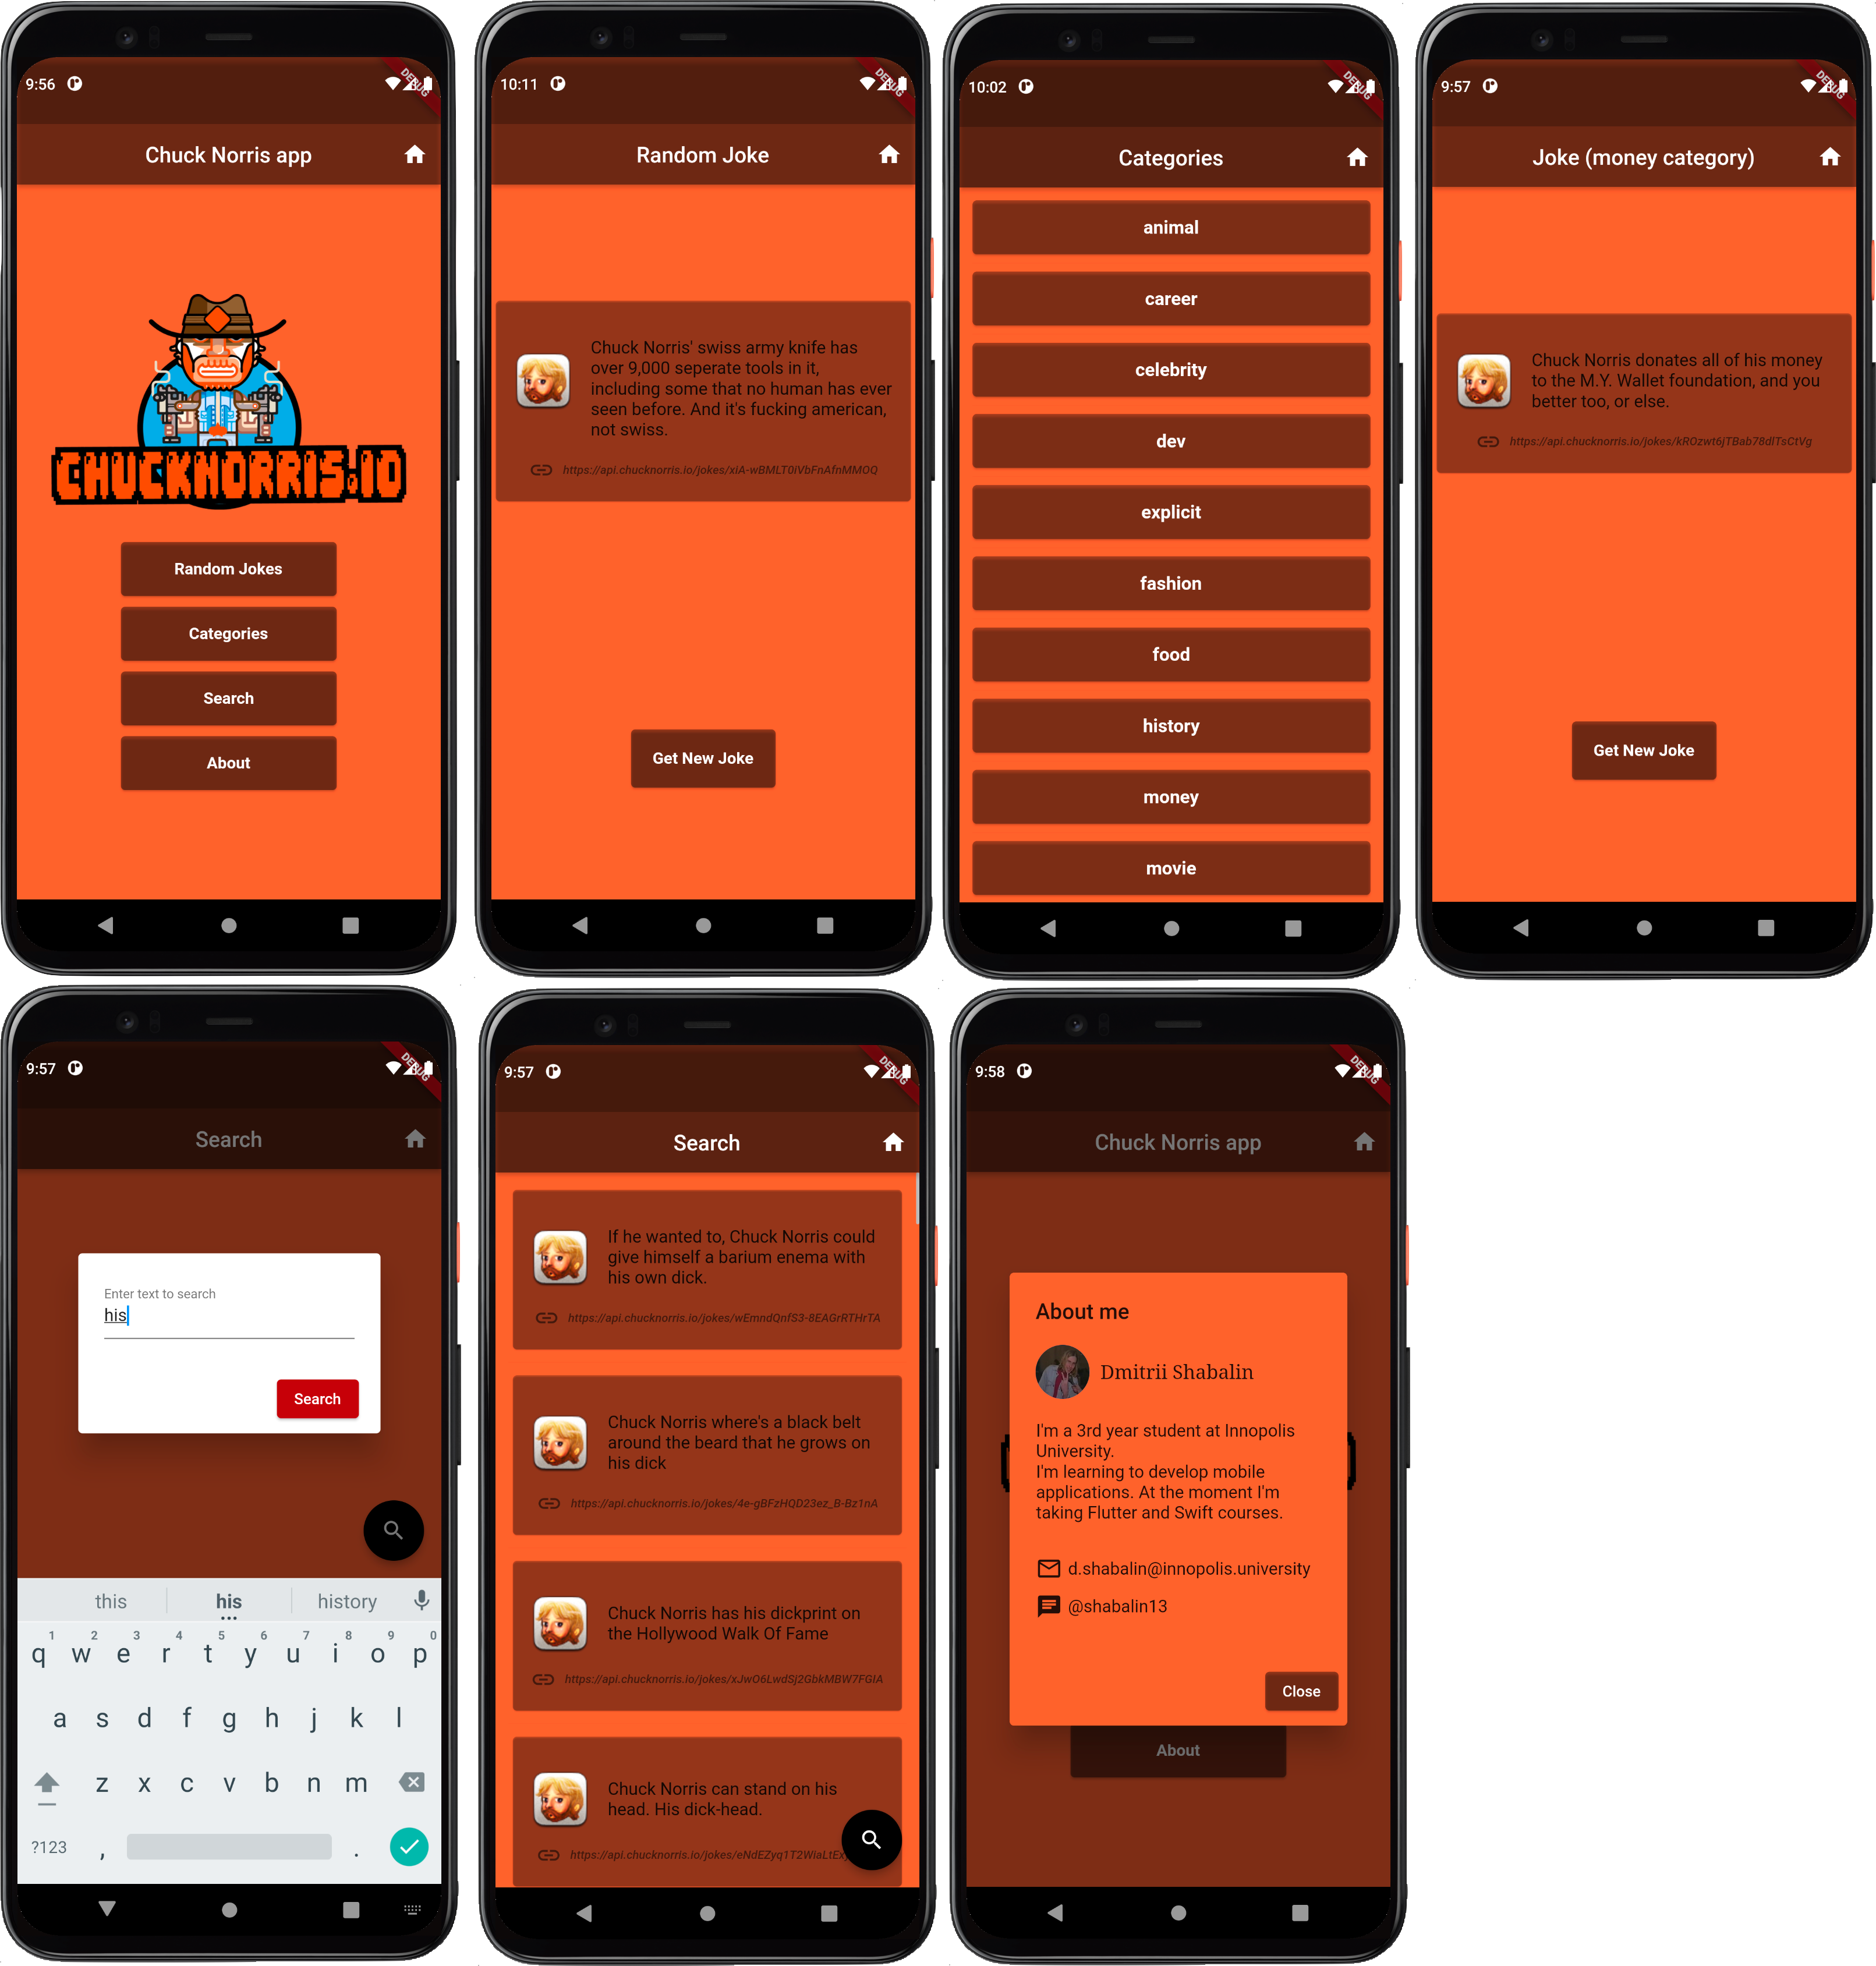 9:56
DEBUG
Chuck Norris app
CHUCKNORRIS.IO
Random Jokes
Categories
Search
About
10:11
DEBUG
Random Joke
Chuck Norris' swiss army knife has
over 9,000 seperate tools in it,
including some that no human has ever
seen before. And it's fucking american,
not swiss.
https://api.chucknorris.io/jokes/xiA-wBMLT0iVbFnAfnMMOQ
Get New Joke
10:02
DEBUG
Categories
animal
career
celebrity
dev
explicit
fashion
food
history
money
movie
9:57
DEBUG
Joke (money category)
Chuck Norris donates all of his money
to the M.Y. Wallet foundation, and you
better too, or else.
https://api.chucknorris.io/jokes/kROzwt6jTBab78dlTsCtVg
Get New Joke
9:57
DEBUG
Search
Enter text to search
his
Search
this his history
1 2 3 4 5 6 7 8 9 0
q w e r t y u i o p
a s d f g h j k l
z x c v b n m
?123 , .
9:57
DEBUG
Search
If he wanted to, Chuck Norris could
give himself a barium enema with
his own dick.
https://api.chucknorris.io/jokes/wEmndQnfS3-8EAGrRTHrTA
Chuck Norris where's a black belt
around the beard that he grows on
his dick
https://api.chucknorris.io/jokes/4e-gBFzHQD23ez_B-Bz1nA
Chuck Norris has his dickprint on
the Hollywood Walk Of Fame
https://api.chucknorris.io/jokes/xJwO6LwdSj2GbkMBW7FGIA
Chuck Norris can stand on his
head. His dick-head.
https://api.chucknorris.io/jokes/eNdEZyq1T2WiaLtEx
9:58
DEBUG
Chuck Norris app
About me
Dmitrii Shabalin
I'm a 3rd year student at Innopolis
University.
I'm learning to develop mobile
applications. At the moment I'm
taking Flutter and Swift courses.
d.shabalin@innopolis.university
@shabalin13
Close
About